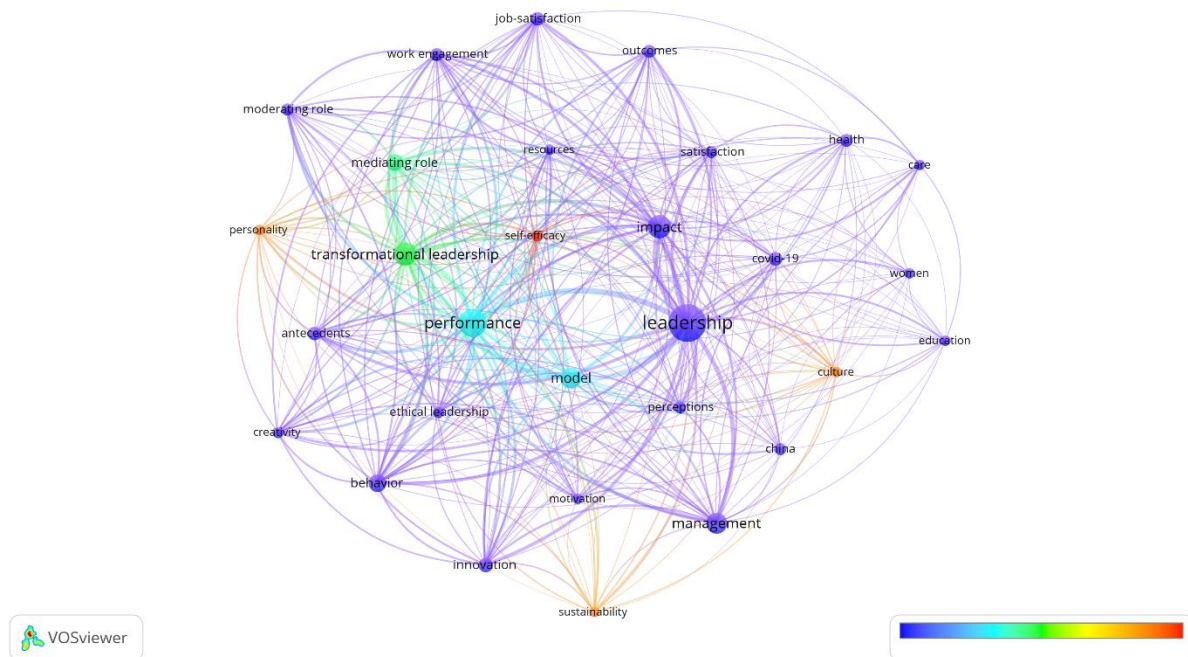 job-satisfaction
work engagement
outcomes
moderating role
health
resources
satisfaction
mediating role
care
personality
impact
self-efficacy
transformational leadership
covid-19
women
performance
leadership
antecedents
education
culture
model
ethical leadership
perceptions
creativity
china
behavior
motivation
management
innovation
sustainability
VOSviewer